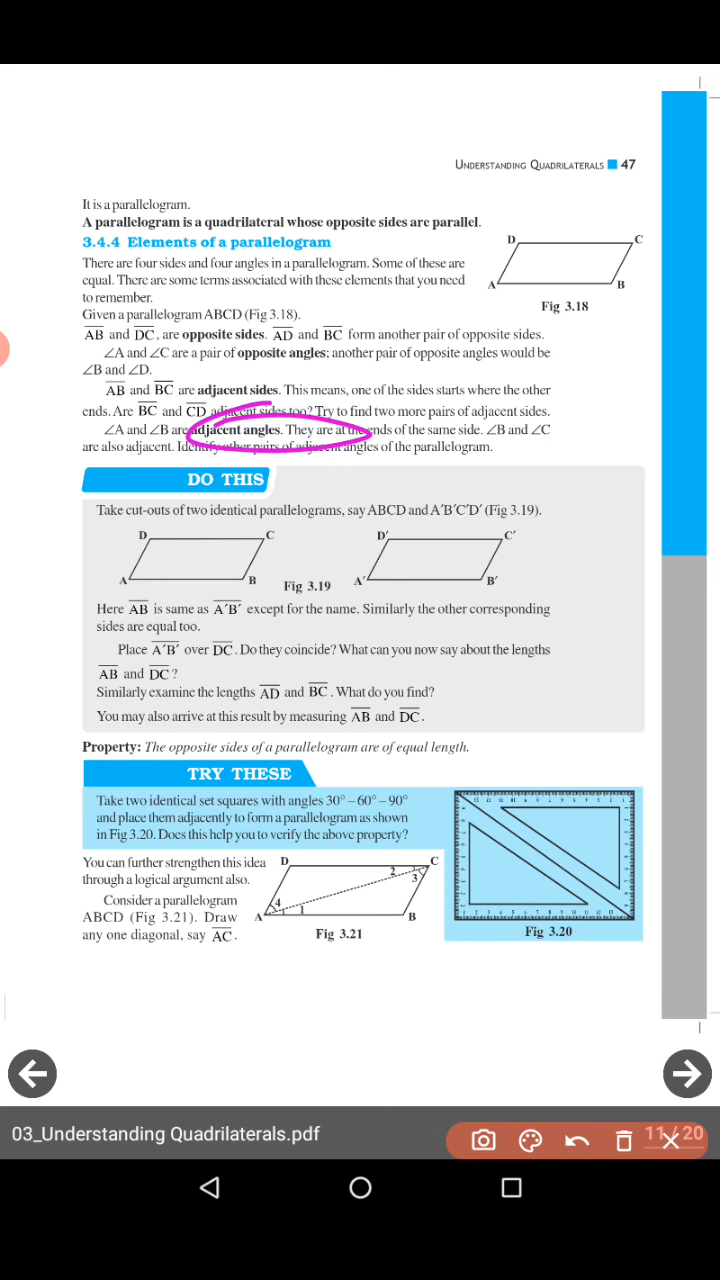 UNDERSTANDING QUADRILATERALS 47
It is a parallelogram.
A parallelogram is a quadrilateral whose opposite sides are parallel.
3.4.4 Elements of a parallelogram
There are four sides and four angles in a parallelogram. Some of these are
equal. There are some terms associated with these elements that you need
to remember.
Given a parallelogram ABCD (Fig 3.18).
D
C
A
B
Fig 3.18
AB and DC, are opposite sides. AD and BC form another pair of opposite sides.
∠A and ∠C are a pair of opposite angles; another pair of opposite angles would be
∠B and ∠D.
AB and BC are adjacent sides. This means, one of the sides starts where the other
ends. Are BC and CD adjacent sides too? Try to find two more pairs of adjacent sides.
∠A and ∠B are adjacent angles. They are at the ends of the same side. ∠B and ∠C
are also adjacent. Identify other pairs of adjacent angles of the parallelogram.
DO THIS
Take cut-outs of two identical parallelograms, say ABCD and A′B′C′D′ (Fig 3.19).
D C D′ C′
A B Fig 3.19 A′ B′
Here AB is same as A′B′ except for the name. Similarly the other corresponding
sides are equal too.
Place A′B′ over DC. Do they coincide? What can you now say about the lengths
AB and DC?
Similarly examine the lengths AD and BC. What do you find?
You may also arrive at this result by measuring AB and DC.
Property: The opposite sides of a parallelogram are of equal length.
TRY THESE
Take two identical set squares with angles 30° – 60° – 90°
and place them adjacently to form a parallelogram as shown
in Fig 3.20. Does this help you to verify the above property?
You can further strengthen this idea
through a logical argument also.
Consider a parallelogram
ABCD (Fig 3.21). Draw
any one diagonal, say AC.
D C
2
3
4
1
A B
Fig 3.21
Fig 3.20
03_Understanding Quadrilaterals.pdf
11/20